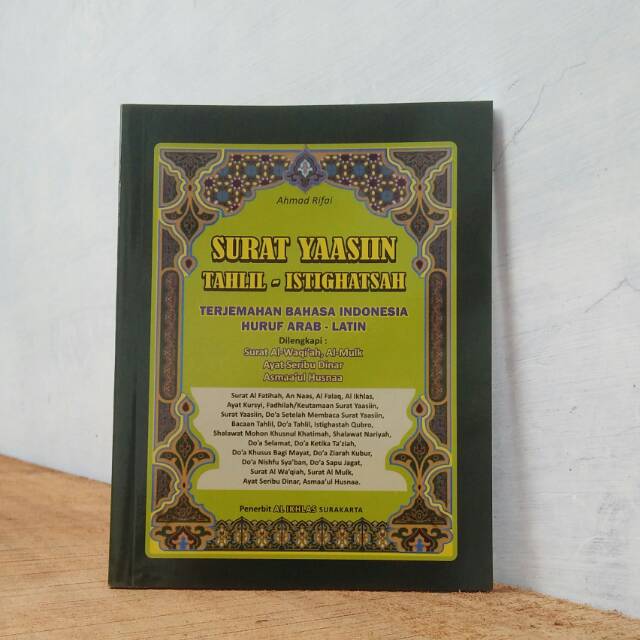 Ahmad Rifai
SURAT YAASIIN
TAHLIL - ISTIGHATSAH
TERJEMAHAN BAHASA INDONESIA
HURUF ARAB - LATIN
Dilengkapi :
Surat Al-Waqi'ah, Al-Mulk
Ayat Seribu Dinar
Asmaa'ul Husnaa
Surat Al Fatihah, An Naas, Al Falaq, Al Ikhlas,
Ayat Kursyi, Fadhilah/Keutamaan Surat Yaasiin,
Surat Yaasiin, Do'a Setelah Membaca Surat Yaasiin,
Bacaan Tahlil, Do'a Tahlil, Istighastah Qubro,
Sholawat Mohon Khusnul Khatimah, Shalawat Nariyah,
Do'a Selamat, Do'a Ketika Ta'ziah,
Do'a Khusus Bagi Mayat, Do'a Ziarah Kubur,
Do'a Nishfu Sya'ban, Do'a Sapu Jagat,
Surat Al Wa'qiah, Surat Al Mulk,
Ayat Seribu Dinar, Asmaa'ul Husnaa.
Penerbit AL IKHLAS SURAKARTA